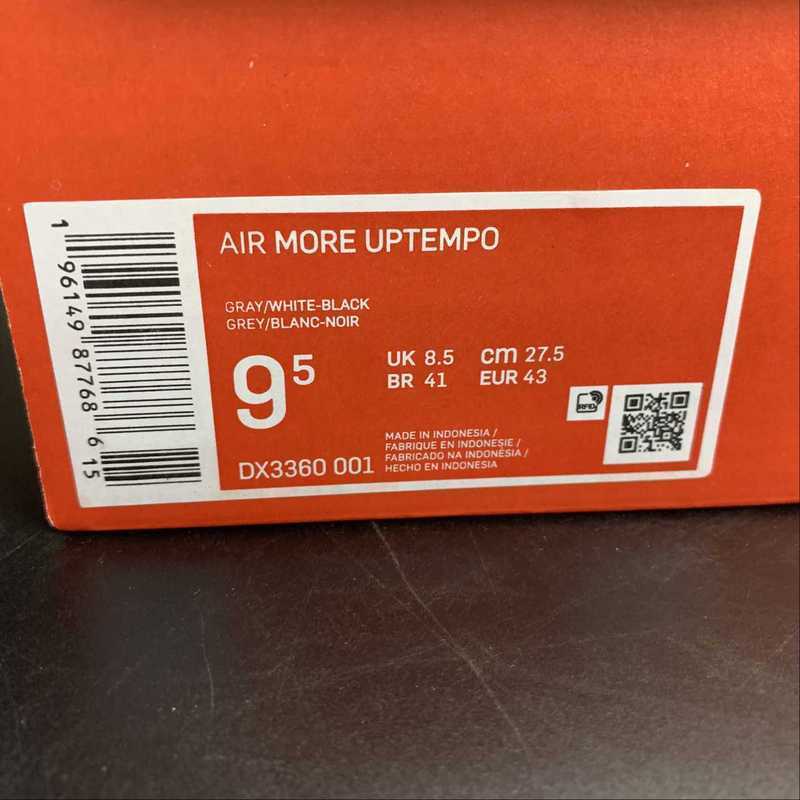 AIR MORE UPTEMPO
GRAY/WHITE-BLACK
GREY/BLANC-NOIR
9 5
UK 8.5 cm 27.5
BR 41 EUR 43
RFID
MADE IN INDONESIA /
FABRIQUE EN INDONESIE /
FABRICADO NA INDONÉSIA /
HECHO EN INDONESIA
DX3360 001
1 96149 87768 6 15